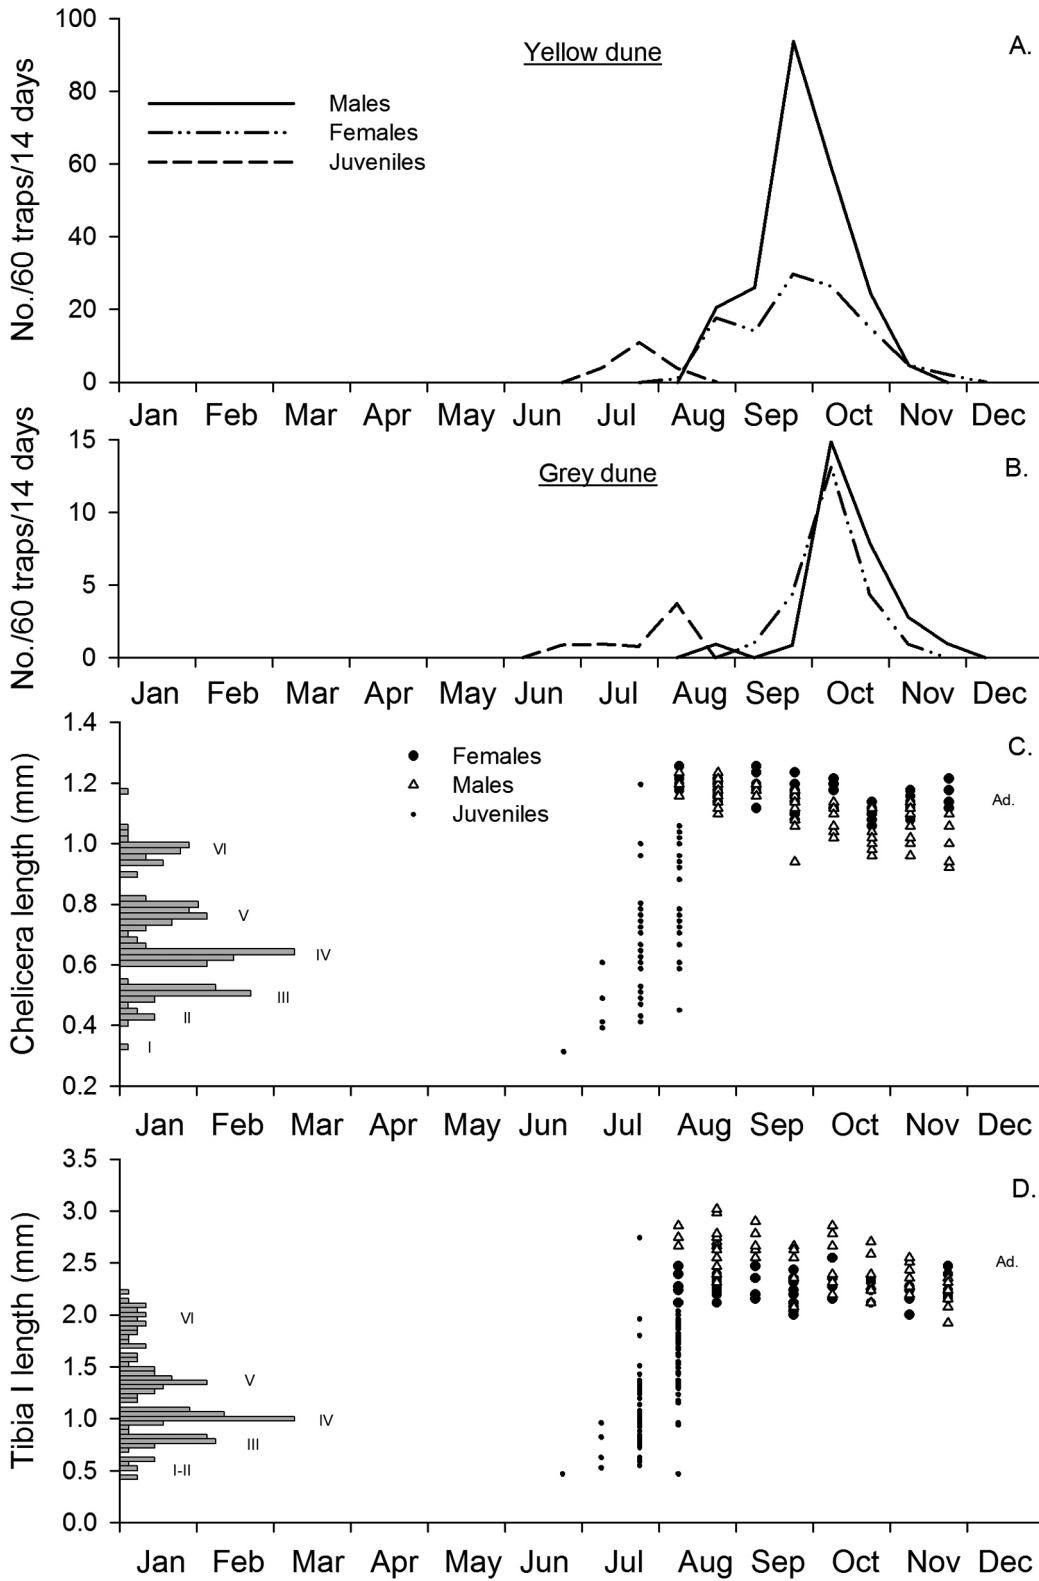 100
80
60
40
20
0
No./60 traps/14 days
Yellow dune
A.
Males
Females
Juveniles
Jan Feb Mar Apr May Jun Jul Aug Sep Oct Nov Dec
15
10
5
0
No./60 traps/14 days
Grey dune
B.
Jan Feb Mar Apr May Jun Jul Aug Sep Oct Nov Dec
1.4
1.2
1.0
0.8
0.6
0.4
0.2
Chelicera length (mm)
C.
Females
Males
Juveniles
Ad.
VI
V
IV
III
II
I
Jan Feb Mar Apr May Jun Jul Aug Sep Oct Nov Dec
3.5
3.0
2.5
2.0
1.5
1.0
0.5
0.0
Tibia I length (mm)
D.
Ad.
VI
V
IV
III
I-II
Jan Feb Mar Apr May Jun Jul Aug Sep Oct Nov Dec